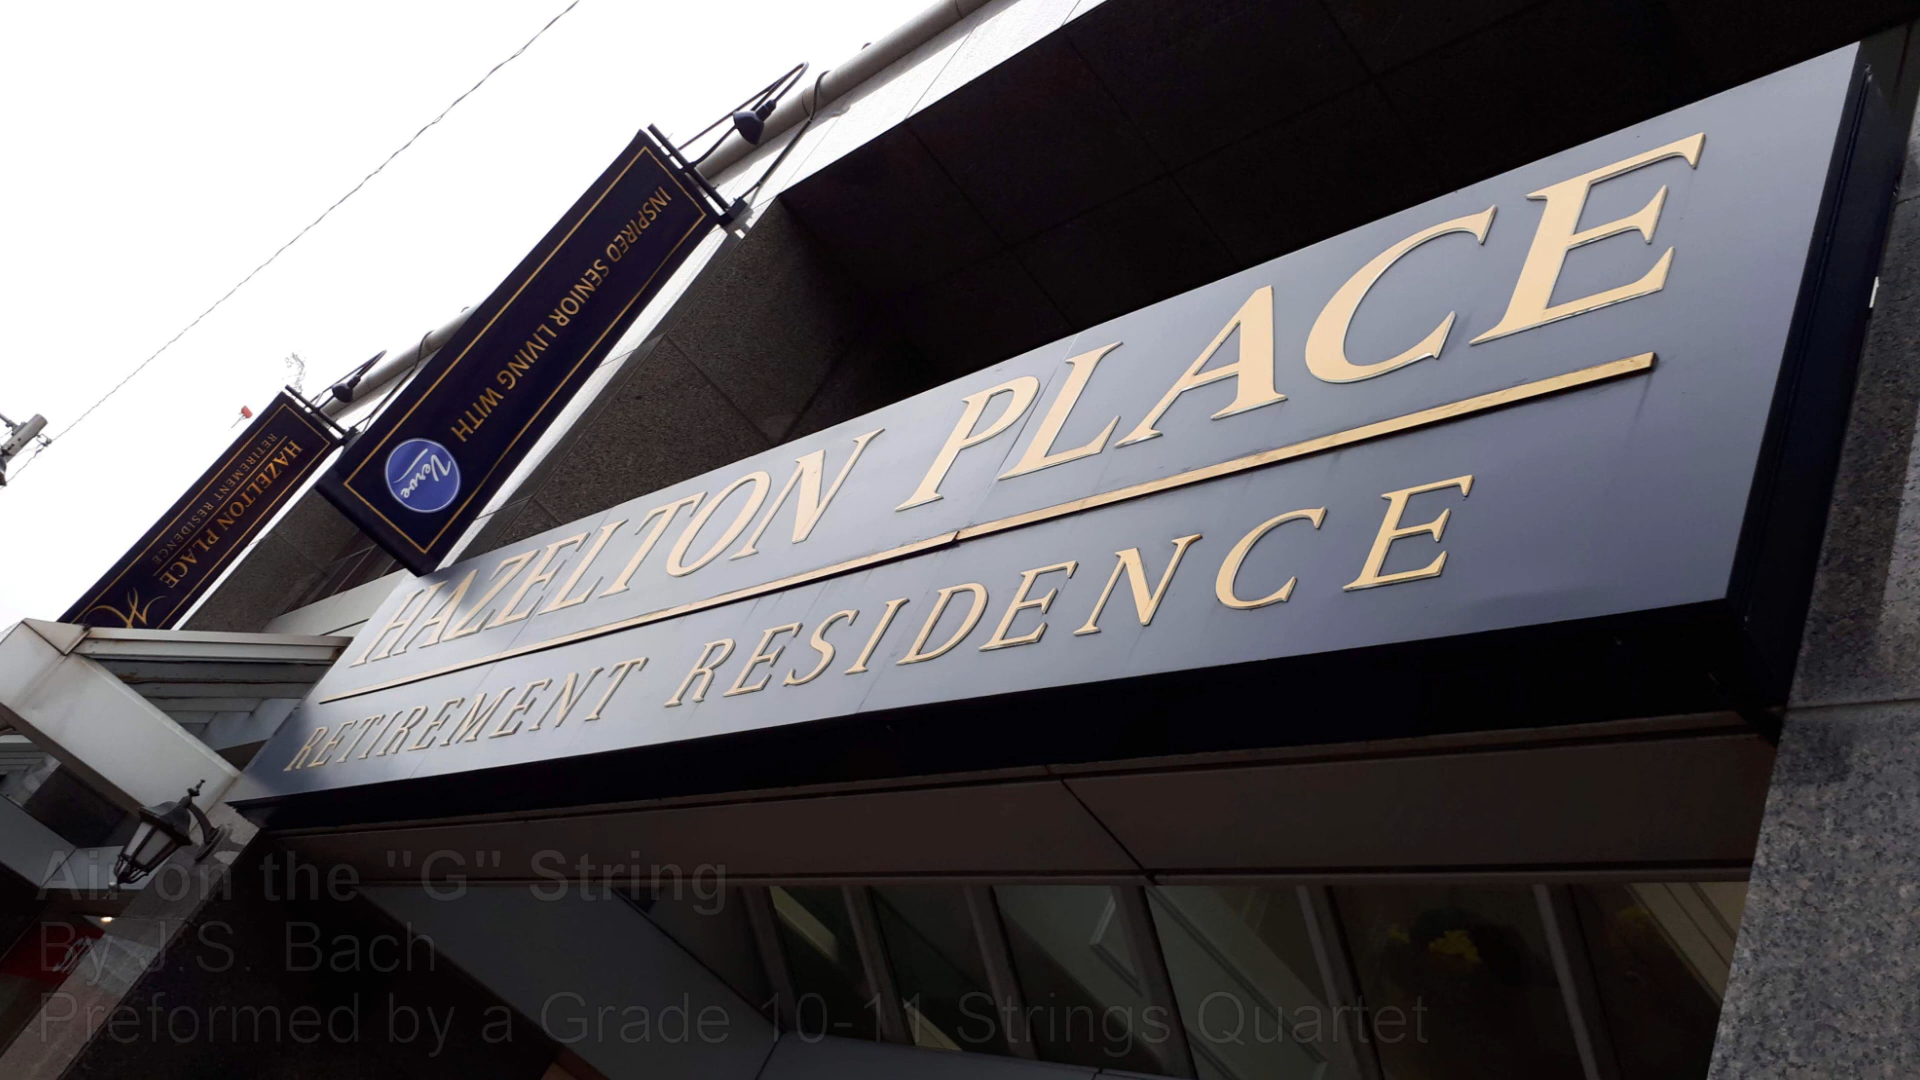 INSPIRED SENIOR LIVING WITH
Verve
HAZELTON PLACE
RETIREMENT RESIDENCE
HAZELTON PLACE
RETIREMENT RESIDENCE
Air on the "G" String
By J.S. Bach
Preformed by a Grade 10-11 Strings Quartet